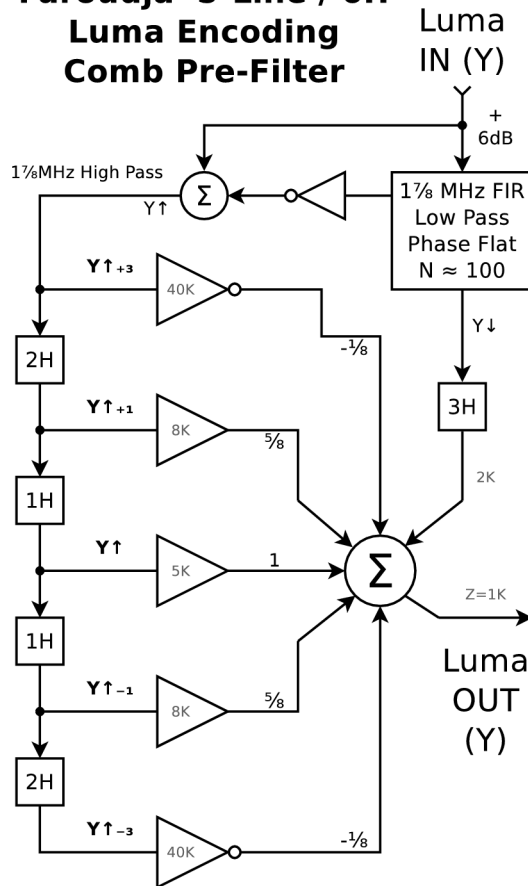 Luma Encoding
Comb Pre-Filter
Luma
IN (Y)
+
6dB
1⅞MHz High Pass
Y↑
Σ
1⅞ MHz FIR
Low Pass
Phase Flat
N ≈ 100
Y↑₊₃
40K
-⅛
Y↓
2H
3H
Y↑₊₁
8K
⅝
2K
1H
Y↑
5K
1
Σ
Z=1K
1H
Luma
OUT
(Y)
Y↑₋₁
8K
⅝
2H
Y↑₋₃
40K
-⅛